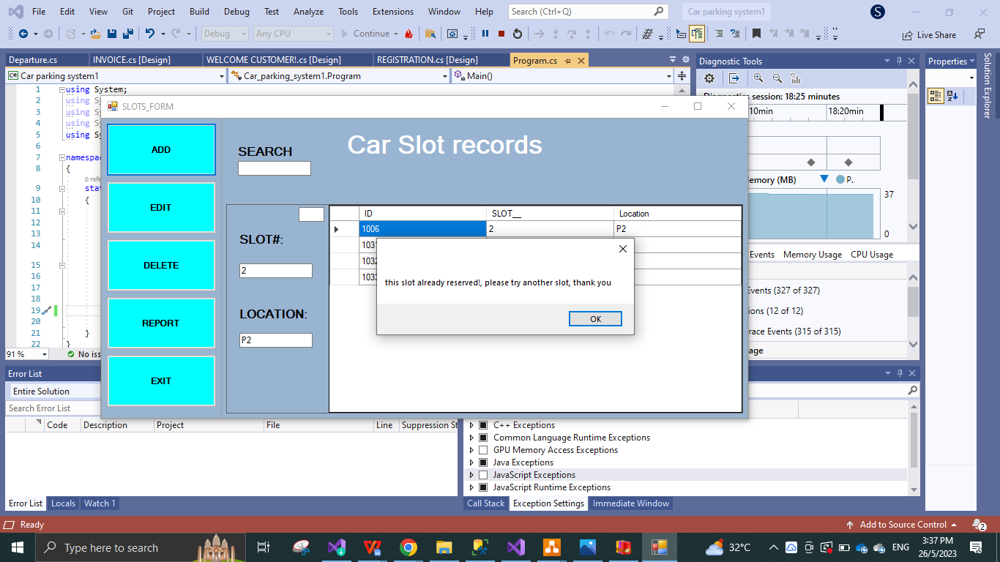 File Edit View Git Project Build Debug Test Analyze Tools Extensions Window Help Search (Ctrl+Q) Car parking system1 S
Debug Any CPU Continue Live Share
Departure.cs INVOICE.cs [Design] WELCOME CUSTOMER!.cs [Design] REGISTRATION.cs [Design] Program.cs
Car parking system1 Car_parking_system1.Program Main()
1 using System;
2 using Sy
3 using Sy
4 using Sy
5 using Sy
6
7 namespac
8 {
0 refe
9 stat
10 {
11
12
13
14
15
16
17
18
19
20
21 }
22 }
91 % No iss
SLOTS_FORM
ADD
EDIT
DELETE
REPORT
EXIT
SEARCH
Car Slot records
SLOT#:
2
LOCATION:
P2
ID SLOT__ Location
1006 2 P2
1031
1032
1033
this slot already reserved!, please try another slot, thank you
OK
Diagnostic Tools
Diagnostics session: 18:25 minutes
10min 18:20min
emory (MB) P..
37
0
Events Memory Usage CPU Usage
Events (327 of 327)
ions (12 of 12)
race Events (315 of 315)
age
Properties
Solution Explorer
Error List
Entire Solution
Search Error List
Code Description Project File Line Suppression St
Error List Locals Watch 1
C++ Exceptions
Common Language Runtime Exceptions
GPU Memory Access Exceptions
Java Exceptions
JavaScript Exceptions
JavaScript Runtime Exceptions
Call Stack Exception Settings Immediate Window
Ready Add to Source Control 2
Type here to search 32°C ENG 3:37 PM
26/5/2023